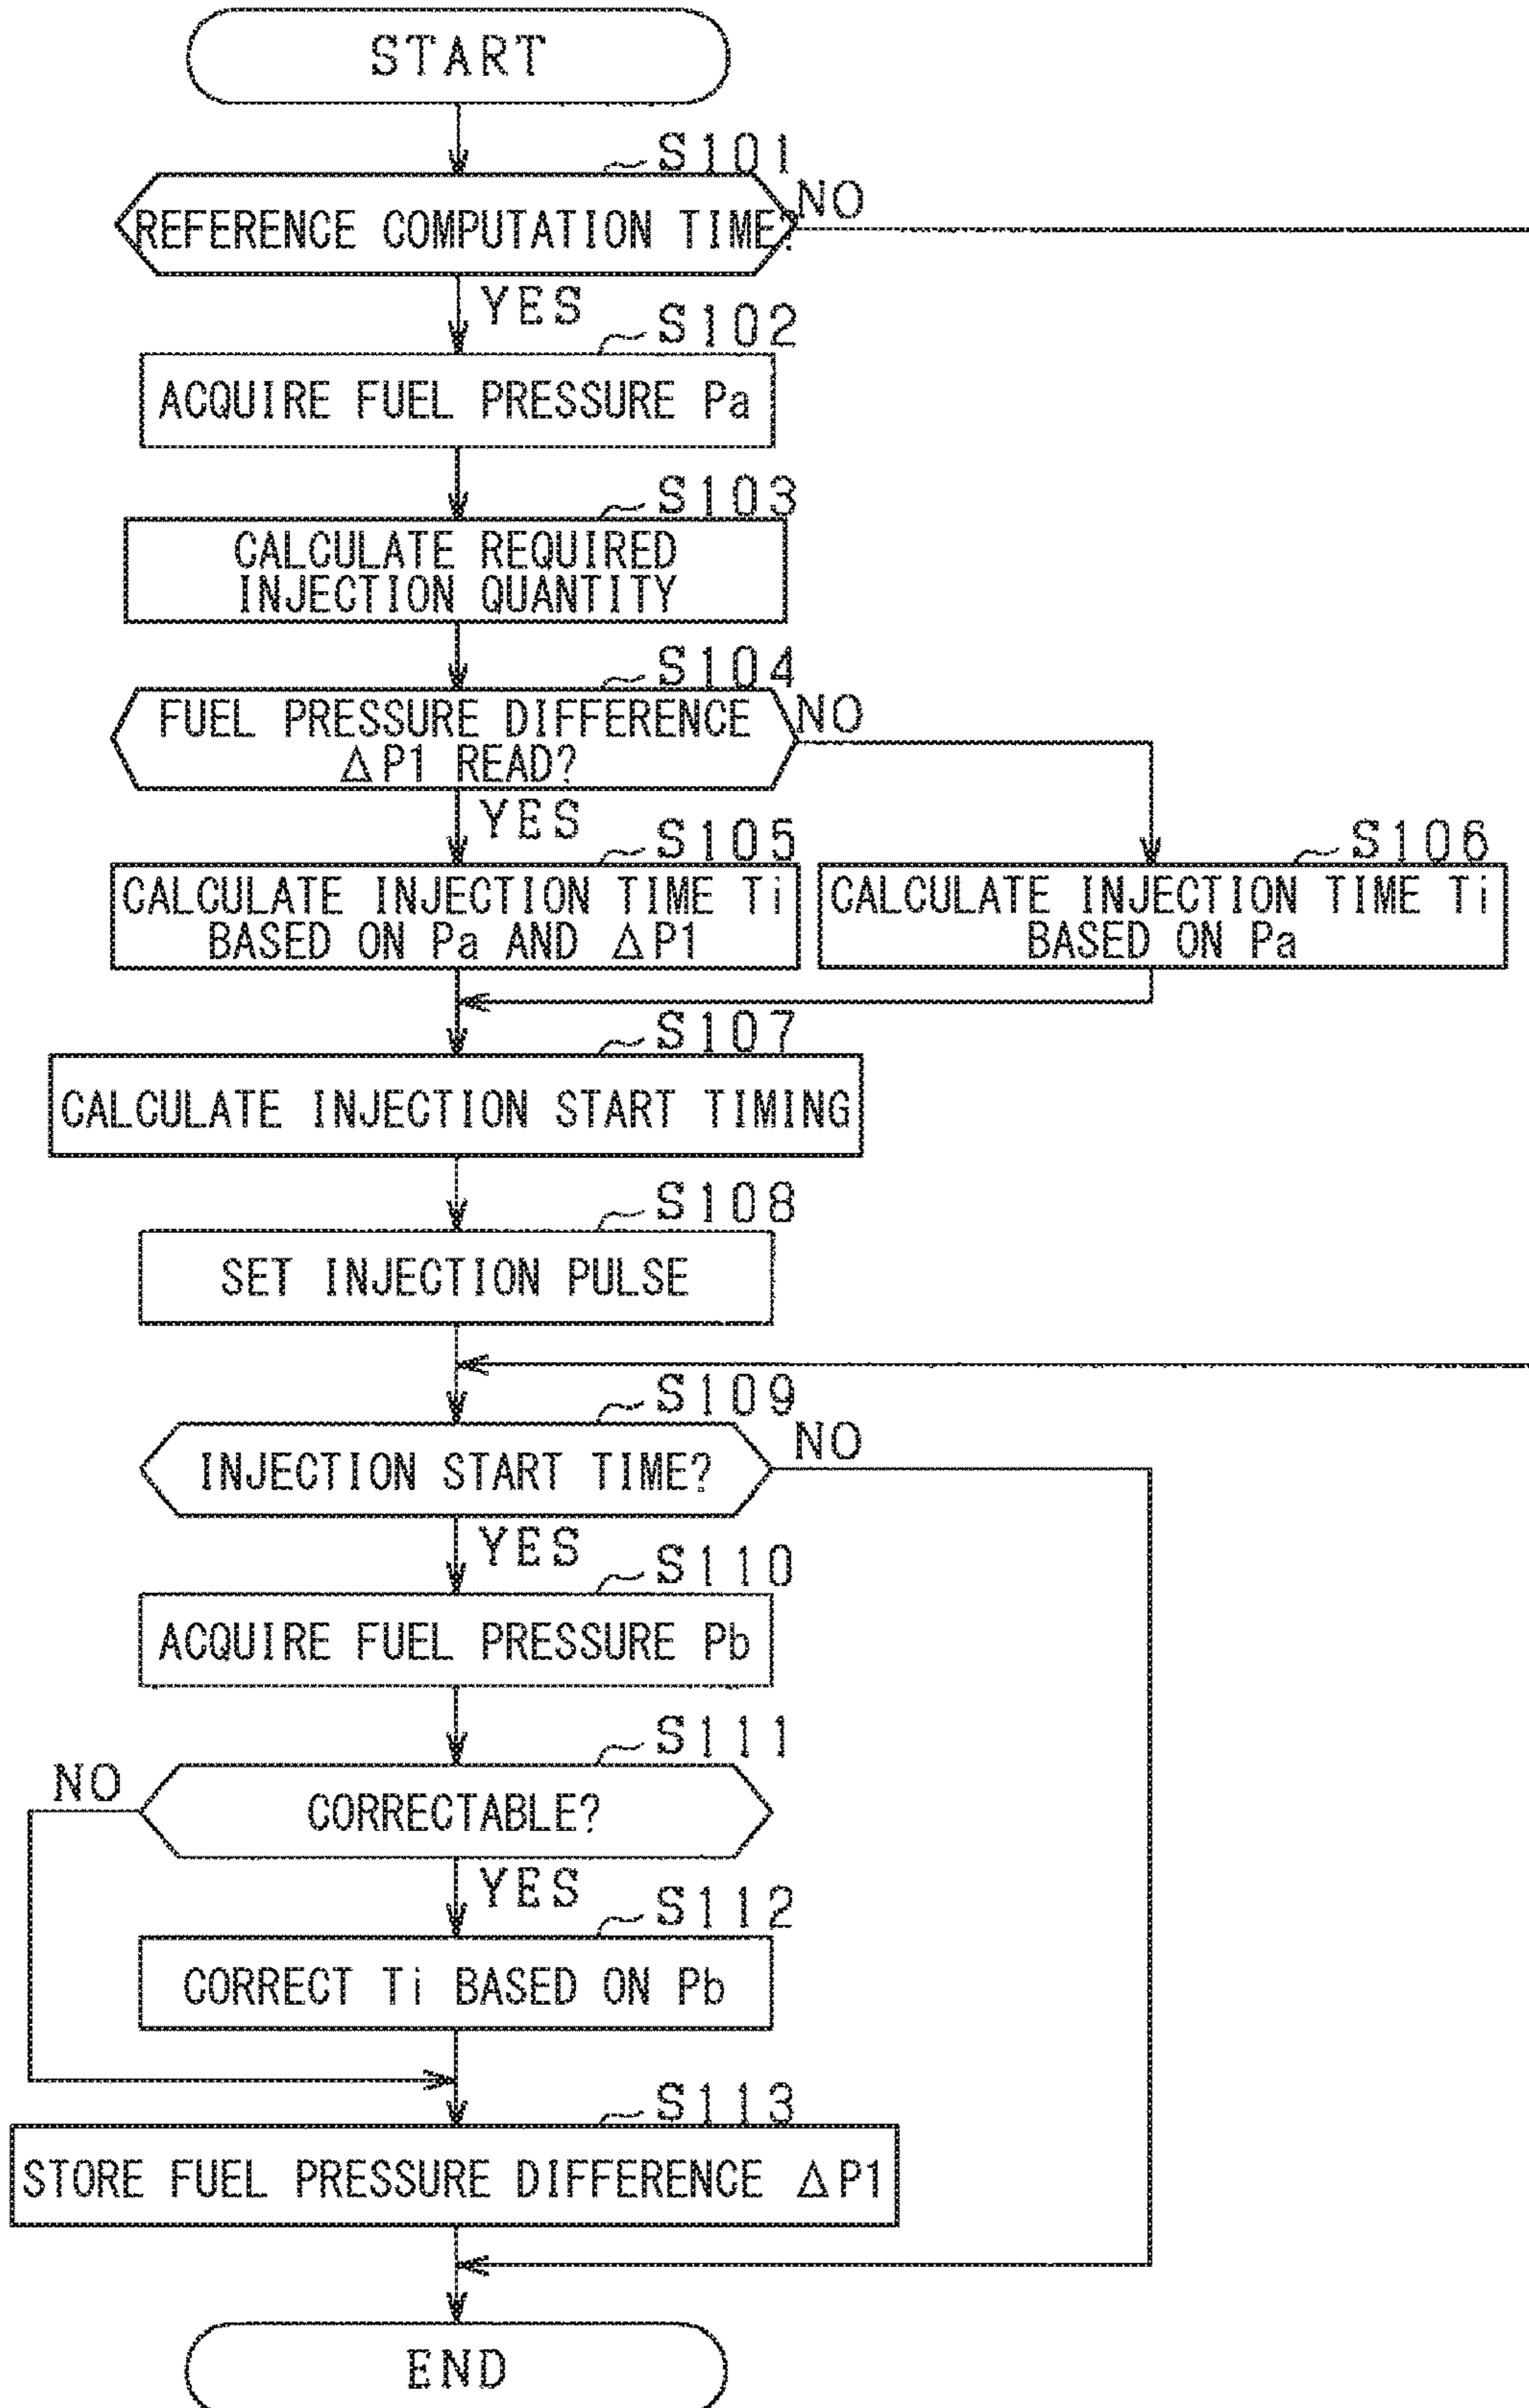 START
S101
REFERENCE COMPUTATION TIME?
NO
YES
S102
ACQUIRE FUEL PRESSURE Pa
S103
CALCULATE REQUIRED
INJECTION QUANTITY
S104
FUEL PRESSURE DIFFERENCE
ΔP1 READ?
NO
YES
S105
CALCULATE INJECTION TIME Ti
BASED ON Pa AND ΔP1
S106
CALCULATE INJECTION TIME Ti
BASED ON Pa
S107
CALCULATE INJECTION START TIMING
S108
SET INJECTION PULSE
S109
INJECTION START TIME?
NO
YES
S110
ACQUIRE FUEL PRESSURE Pb
S111
NO
CORRECTABLE?
YES
S112
CORRECT Ti BASED ON Pb
S113
STORE FUEL PRESSURE DIFFERENCE ΔP1
END